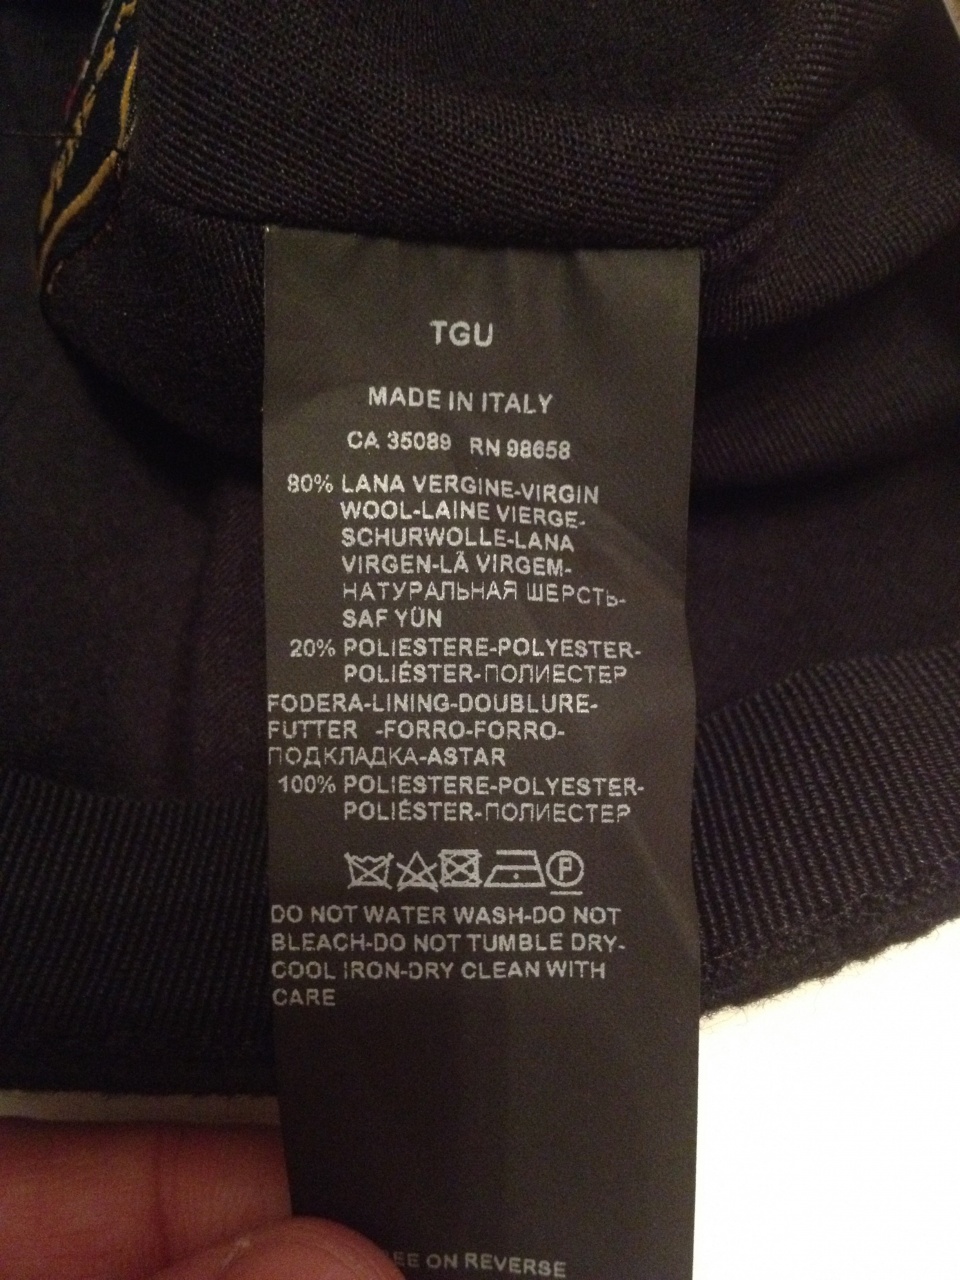 TGU
MADE IN ITALY
CA 35089 RN 98658
80% LANA VERGINE-VIRGIN
WOOL-LAINE VIERGE-
SCHURWOLLE-LANA
VIRGEN-LÃ VIRGEM-
НАТУРАЛЬНАЯ ШЕРСТЬ-
SAF YÜN
20% POLIESTERE-POLYESTER-
POLIÉSTER-ПОЛИЕСТЕР
FODERA-LINING-DOUBLURE-
FUTTER -FORRO-FORRO-
ПОДКЛАДКА-ASTAR
100% POLIESTERE-POLYESTER-
POLIÉSTER-ПОЛИЕСТЕР
P
DO NOT WATER WASH-DO NOT
BLEACH-DO NOT TUMBLE DRY-
COOL IRON-DRY CLEAN WITH
CARE
ON REVERSE